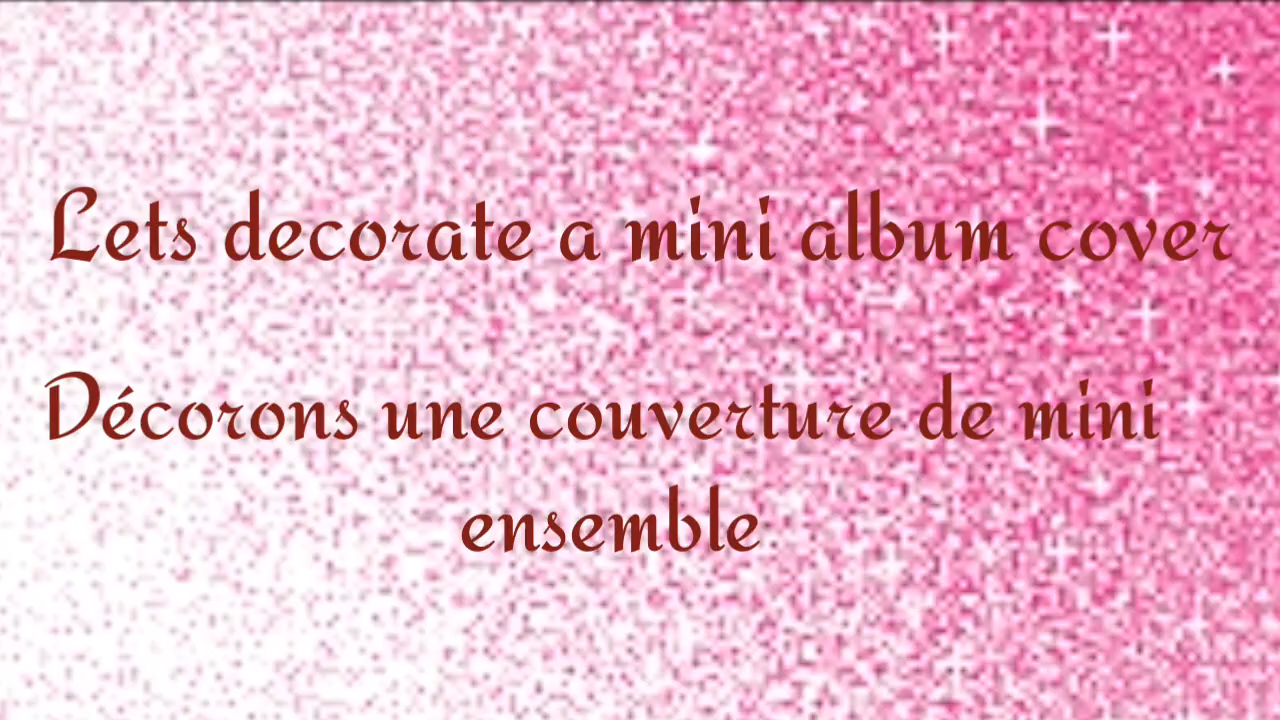 Lets decorate a mini album cover
Décorons une couverture de mini
ensemble